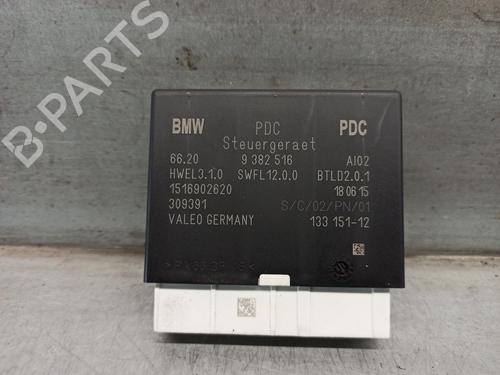 BMW PDC PDC
Steuergeraet
66.20 9 382 516 AI02
HWEL3.1.0 SWFL12.0.0 BTLD2.0.1
1516902620 18 06 15
309391 S/C/02/PN/01
VALEO GERMANY 133 151-12